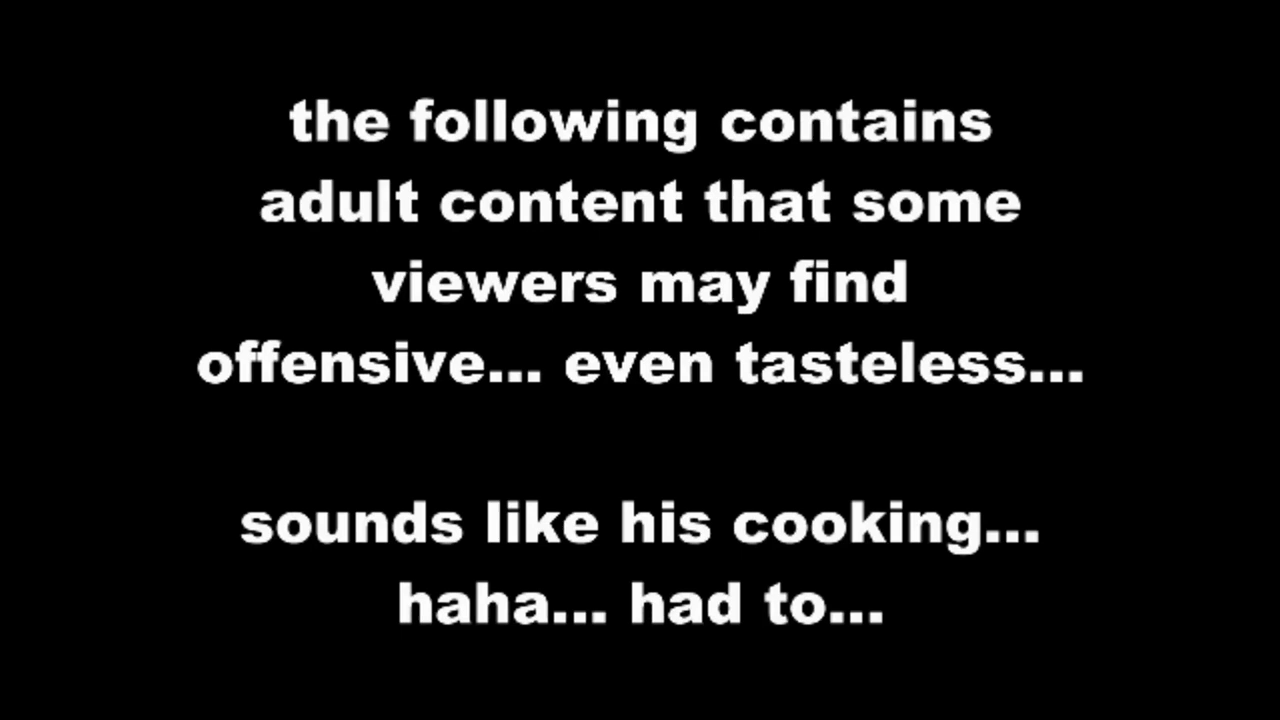 the following contains
adult content that some
viewers may find
offensive... even tasteless...
sounds like his cooking...
haha... had to...